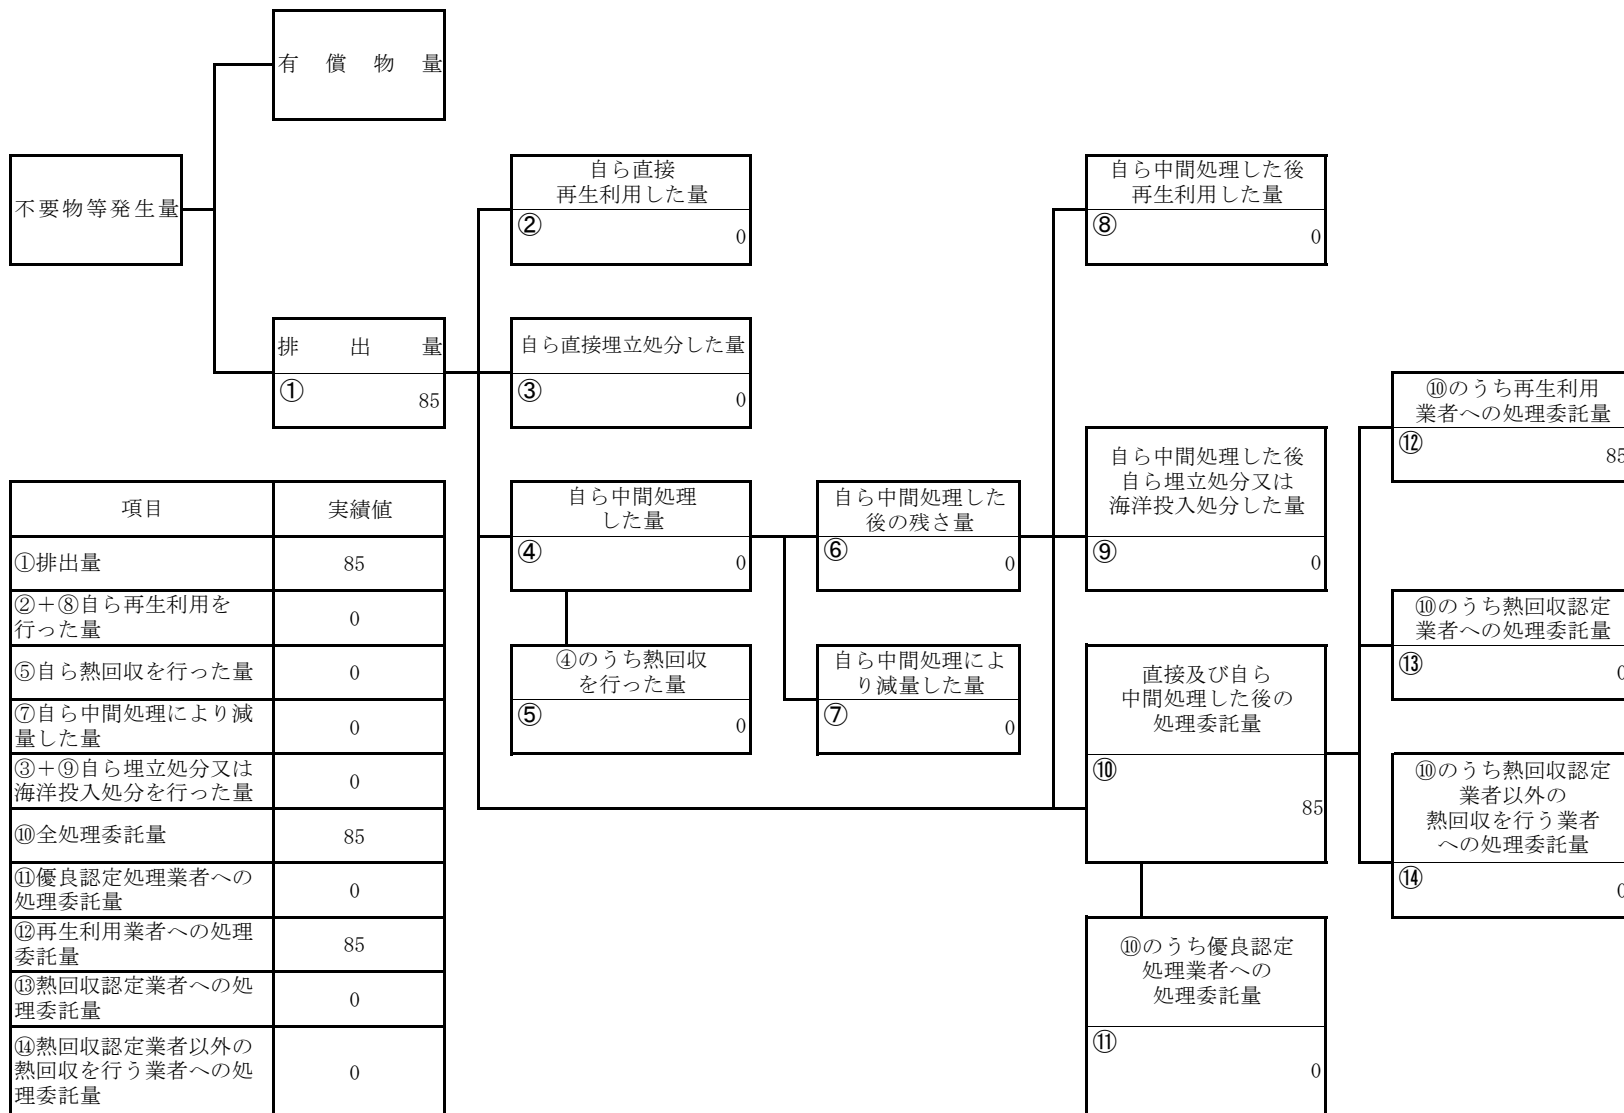 有償物量
不要物等発生量
排出量
①
85
自ら直接
再生利用した量
②
0
自ら直接埋立処分した量
③
0
自ら中間処理
した量
④
0
④のうち熱回収
を行った量
⑤
0
自ら中間処理した
後の残さ量
⑥
0
自ら中間処理によ
り減量した量
⑦
0
自ら中間処理した後
再生利用した量
⑧
0
自ら中間処理した後
自ら埋立処分又は
海洋投入処分した量
⑨
0
直接及び自ら
中間処理した後の
処理委託量
⑩
85
⑩のうち優良認定
処理業者への
処理委託量
⑪
0
⑩のうち再生利用
業者への処理委託量
⑫
85
⑩のうち熱回収認定
業者への処理委託量
⑬
0
⑩のうち熱回収認定
業者以外の
熱回収を行う業者
への処理委託量
⑭
0
項目 実績値
①排出量 85
②＋⑧自ら再生利用を
行った量 0
⑤自ら熱回収を行った量 0
⑦自ら中間処理により減
量した量 0
③＋⑨自ら埋立処分又は
海洋投入処分を行った量 0
⑩全処理委託量 85
⑪優良認定処理業者への
処理委託量 0
⑫再生利用業者への処理
委託量 85
⑬熱回収認定業者への処
理委託量 0
⑭熱回収認定業者以外の
熱回収を行う業者への処
理委託量 0